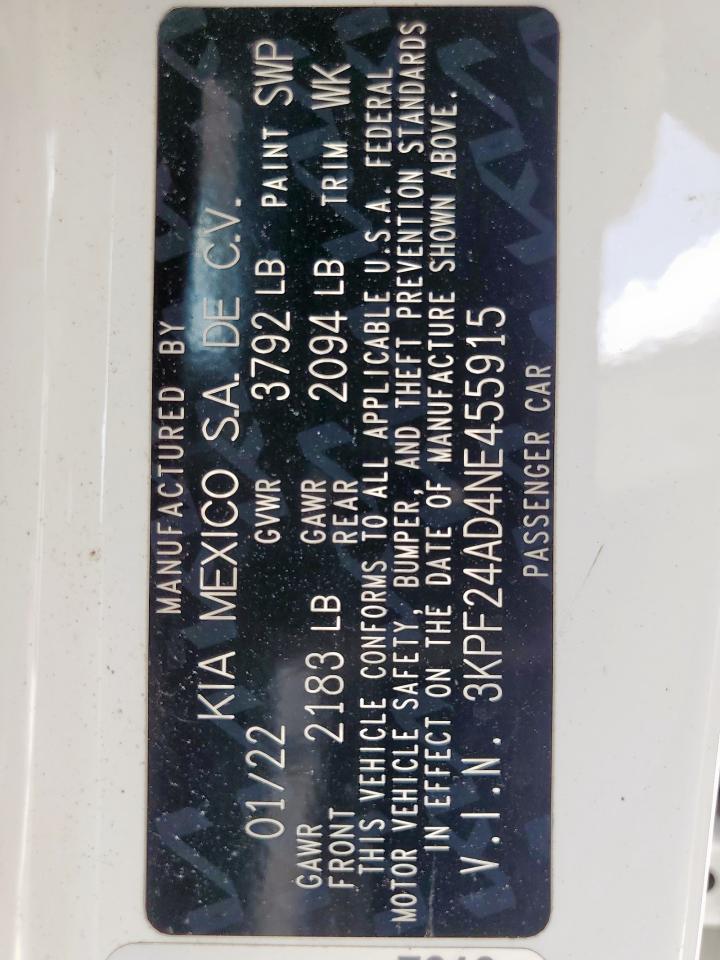 MANUFACTURED BY
KIA MEXICO S.A. DE C.V.
01/22 GVWR 3792 LB PAINT SWP
GAWR FRONT 2183 LB GAWR REAR 2094 LB TRIM WK
THIS VEHICLE CONFORMS TO ALL APPLICABLE U.S.A. FEDERAL
MOTOR VEHICLE SAFETY, BUMPER, AND THEFT PREVENTION STANDARDS
IN EFFECT ON THE DATE OF MANUFACTURE SHOWN ABOVE.
V.I.N. 3KPF24AD4NE455915
PASSENGER CAR